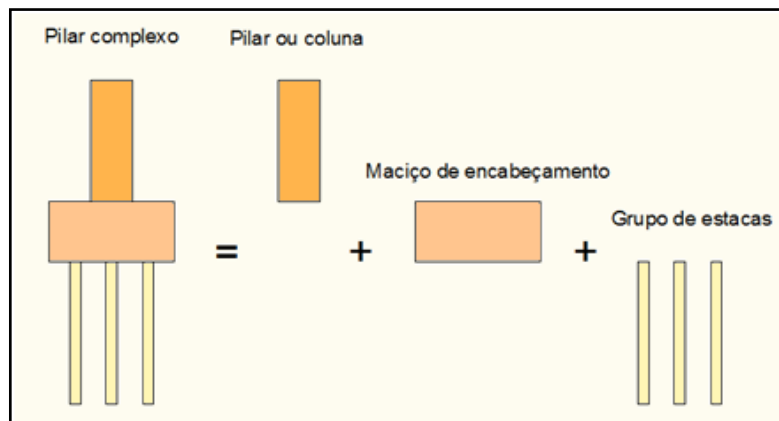 Pilar complexo
Pilar ou coluna
Maciço de encabeçamento
Grupo de estacas
=
+
+